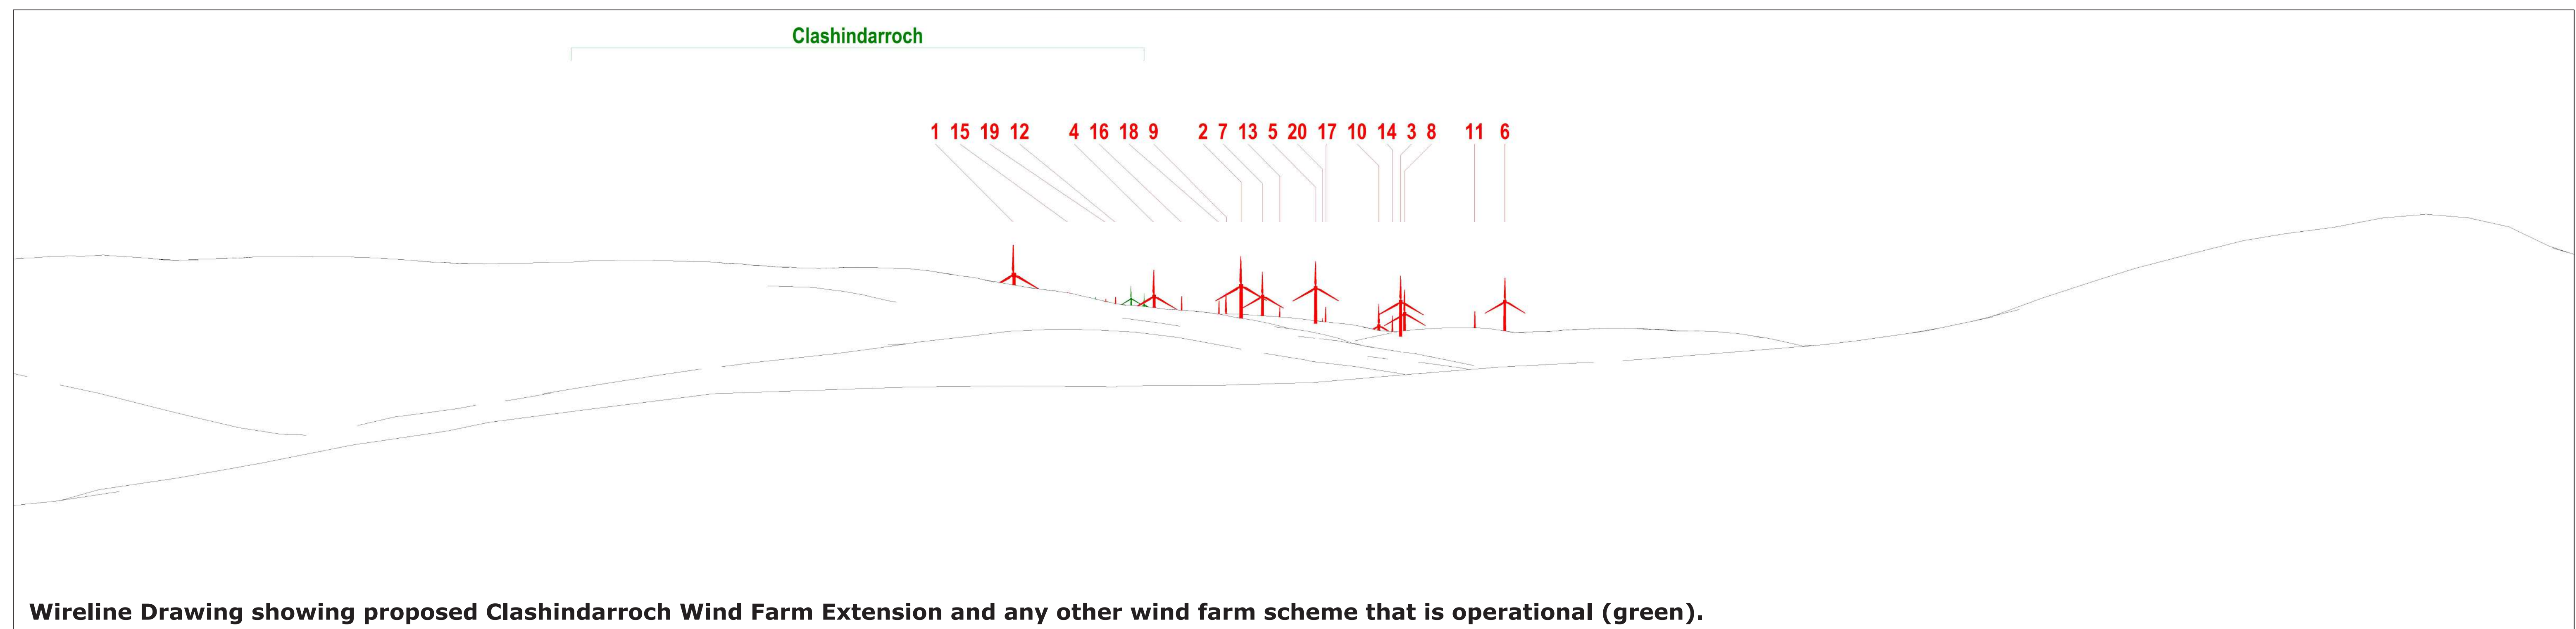 Clashindarroch
1 15 19 12 4 16 18 9 2 7 13 5 20 17 10 14 3 8 11 6
Wireline Drawing showing proposed Clashindarroch Wind Farm Extension and any other wind farm scheme that is operational (green).